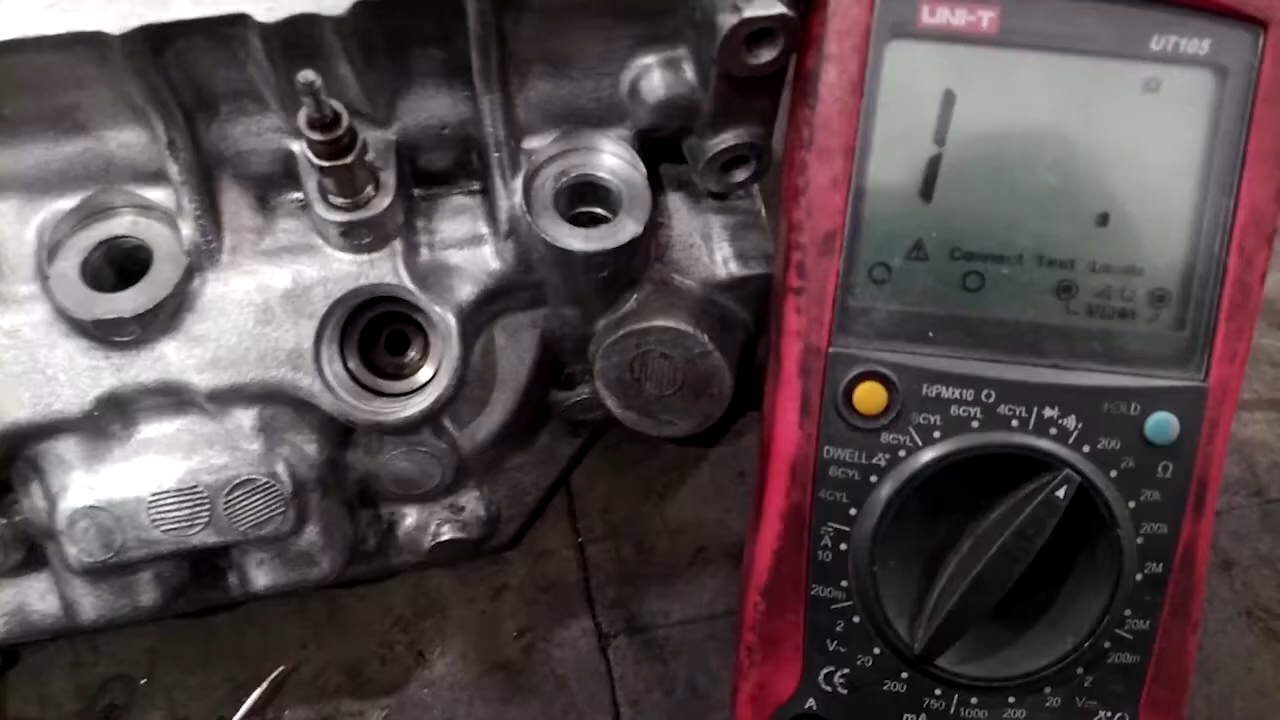 UNI-T
UT105
1
.
Connect Test Leads
RPMX10
4CYL
6CYL
5CYL
8CYL
HOLD
DWELL
6CYL
4CYL
200
2k
Ω
20k
200k
2M
20M
A
10
200m
2
V~
20
200
750
1000
200
20
2
200m
V
CE
A
mA